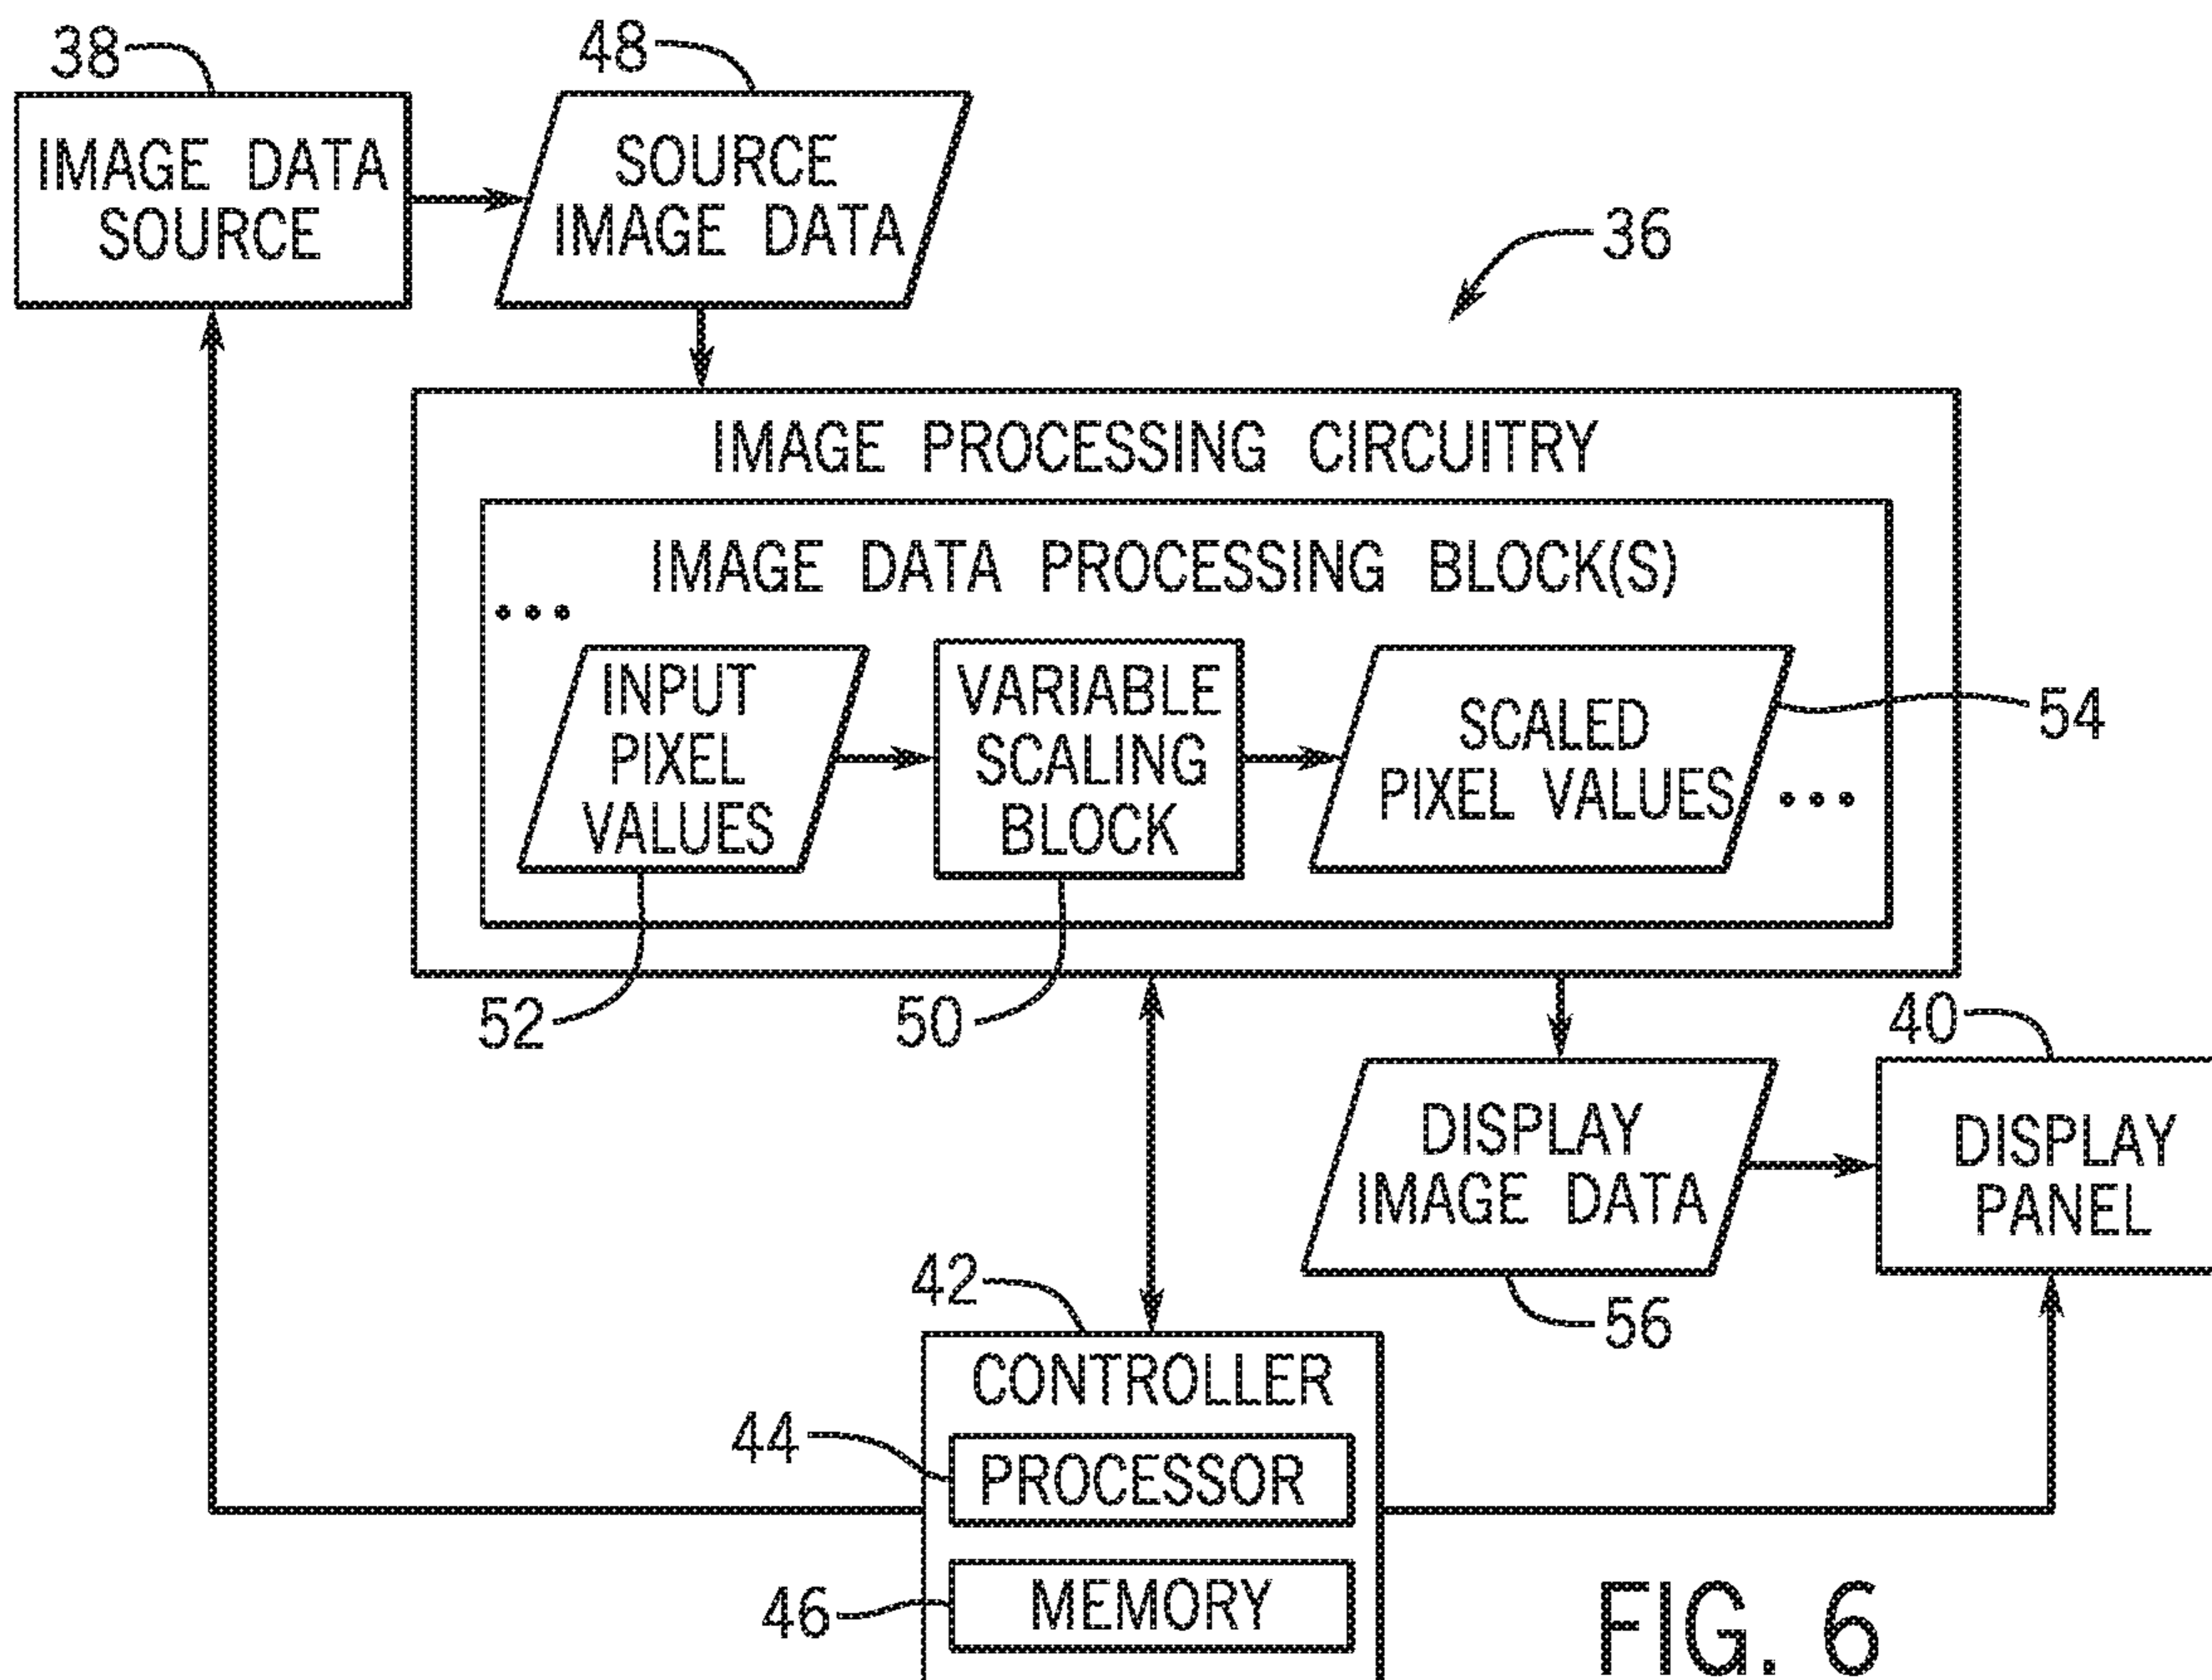 38
48
IMAGE DATA
SOURCE
SOURCE
IMAGE DATA
36
IMAGE PROCESSING CIRCUITRY
IMAGE DATA PROCESSING BLOCK(S)
...
INPUT
PIXEL
VALUES
VARIABLE
SCALING
BLOCK
SCALED
PIXEL VALUES
...
54
52
50
40
DISPLAY
IMAGE DATA
DISPLAY
PANEL
56
42
CONTROLLER
44
PROCESSOR
46
MEMORY
FIG. 6